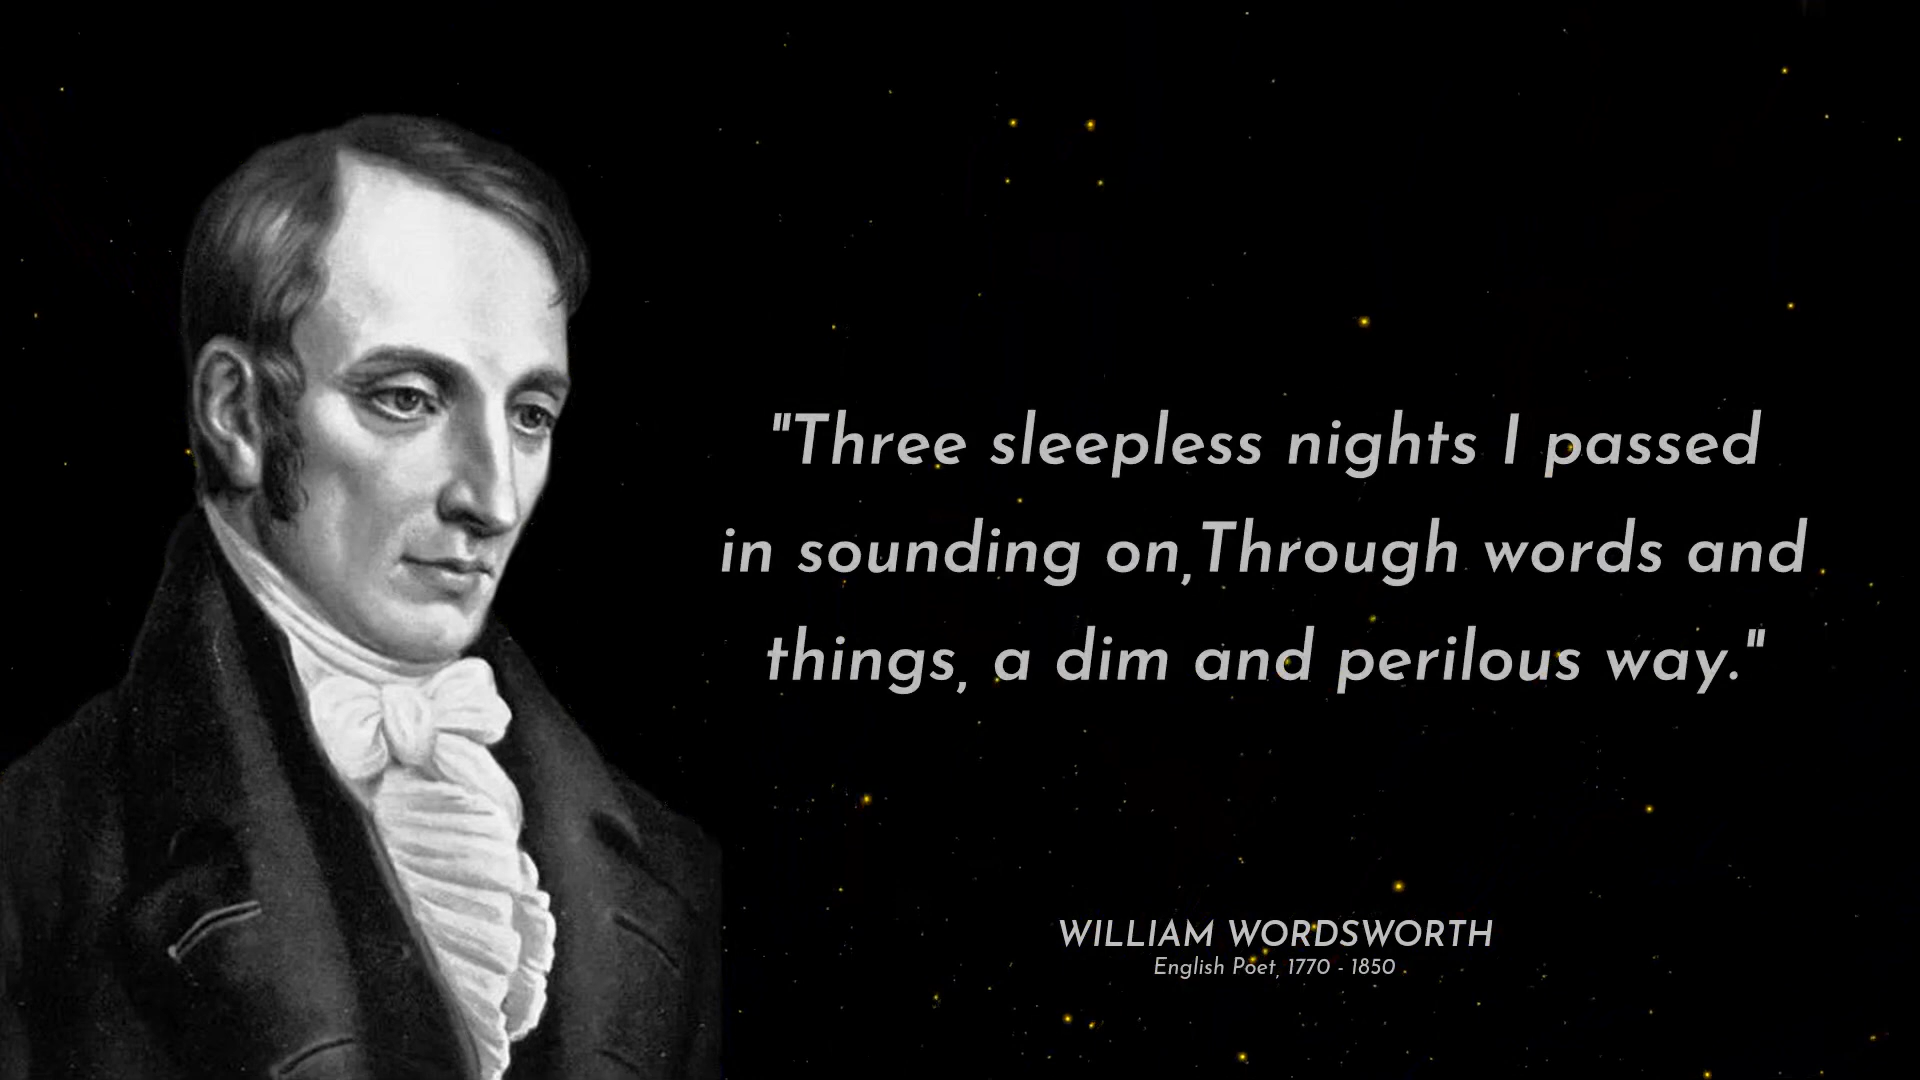 "Three sleepless nights I passed
in sounding on,Through words and
things, a dim and perilous way."
WILLIAM WORDSWORTH
English Poet, 1770 - 1850